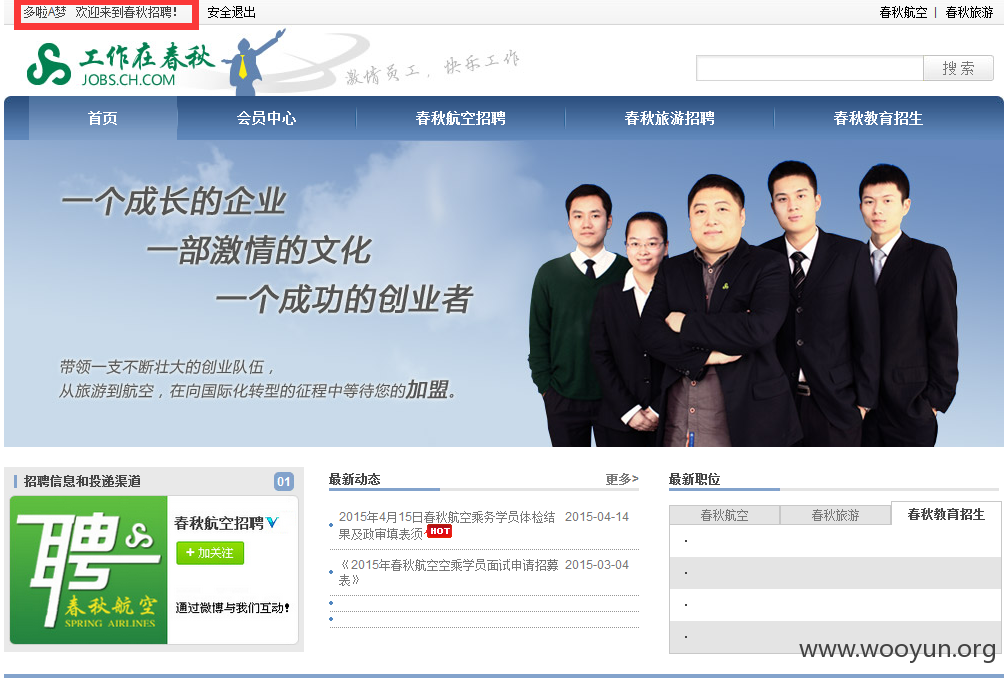 多啦A梦 欢迎来到春秋招聘！ 安全退出 春秋航空 | 春秋旅游
工作在春秋
JOBS.CH.COM
激情员工，快乐工作
搜 索
首页 会员中心 春秋航空招聘 春秋旅游招聘 春秋教育招生
一个成长的企业
一部激情的文化
一个成功的创业者
带领一支不断壮大的创业队伍，
从旅游到航空，在向国际化转型的征程中等待您的加盟。
招聘信息和投递渠道 01
聘
春秋航空
SPRING AIRLINES
春秋航空招聘
+ 加关注
通过微博与我们互动!
最新动态 更多>
2015年4月15日春秋航空乘务学员体检结 2015-04-14
果及政审填表须 HOT
《2015年春秋航空空乘学员面试申请招募 2015-03-04
表》
最新职位
春秋航空 春秋旅游 春秋教育招生
www.wooyun.org